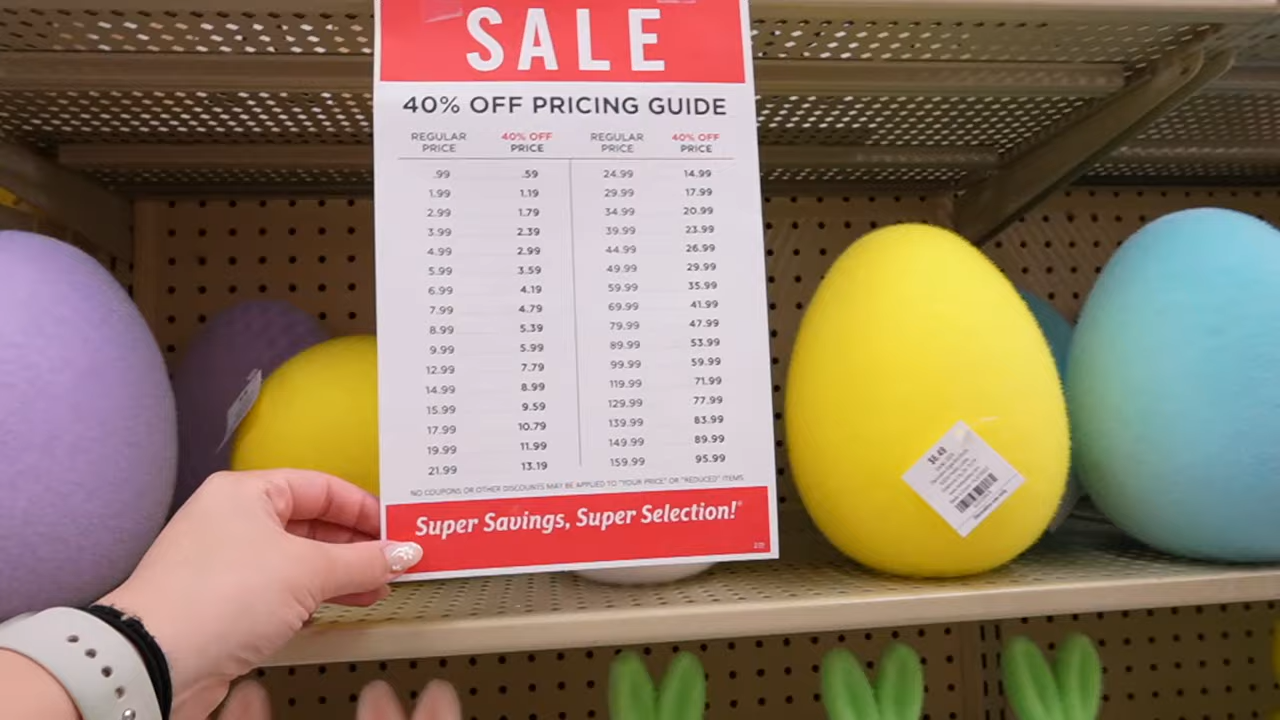 SALE
40% OFF PRICING GUIDE
REGULAR PRICE 40% OFF PRICE REGULAR PRICE 40% OFF PRICE
.99 .59 24.99 14.99
1.99 1.19 29.99 17.99
2.99 1.79 34.99 20.99
3.99 2.39 39.99 23.99
4.99 2.99 44.99 26.99
5.99 3.59 49.99 29.99
6.99 4.19 59.99 35.99
7.99 4.79 69.99 41.99
8.99 5.39 79.99 47.99
9.99 5.99 89.99 53.99
12.99 7.79 99.99 59.99
14.99 8.99 119.99 71.99
15.99 9.59 129.99 77.99
17.99 10.79 139.99 83.99
19.99 11.99 149.99 89.99
21.99 13.19 159.99 95.99
NO COUPONS OR OTHER DISCOUNTS MAY BE APPLIED TO "YOUR PRICE" OR "REDUCED" ITEMS
Super Savings, Super Selection!®